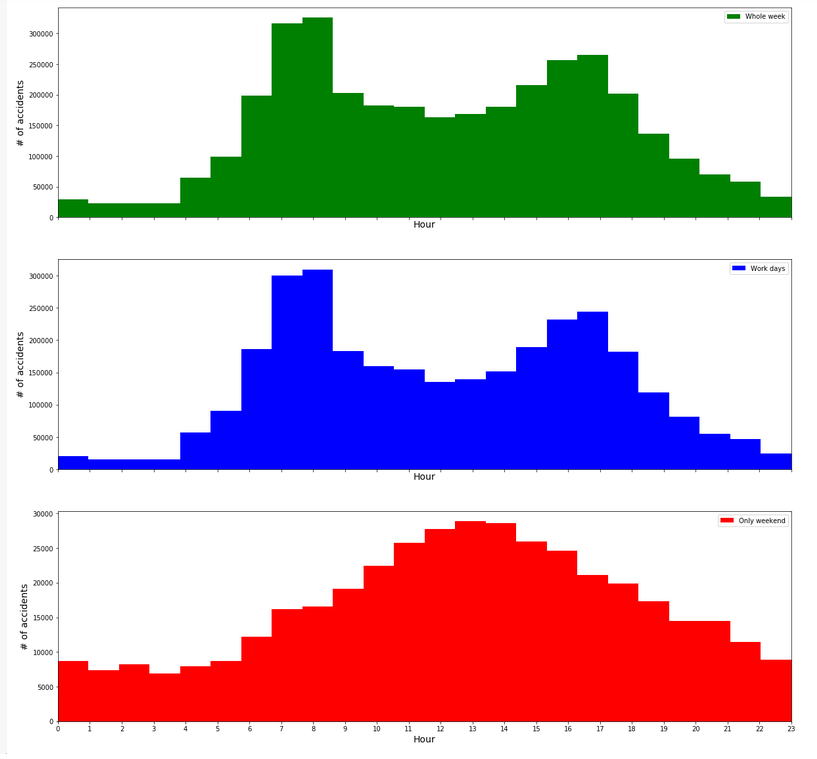 Whole week
300000
250000
200000
150000
100000
50000
0
# of accidents
Hour
Work days
300000
250000
200000
150000
100000
50000
0
# of accidents
Hour
Only weekend
30000
25000
20000
15000
10000
5000
0
# of accidents
0 1 2 3 4 5 6 7 8 9 10 11 12 13 14 15 16 17 18 19 20 21 22 23
Hour